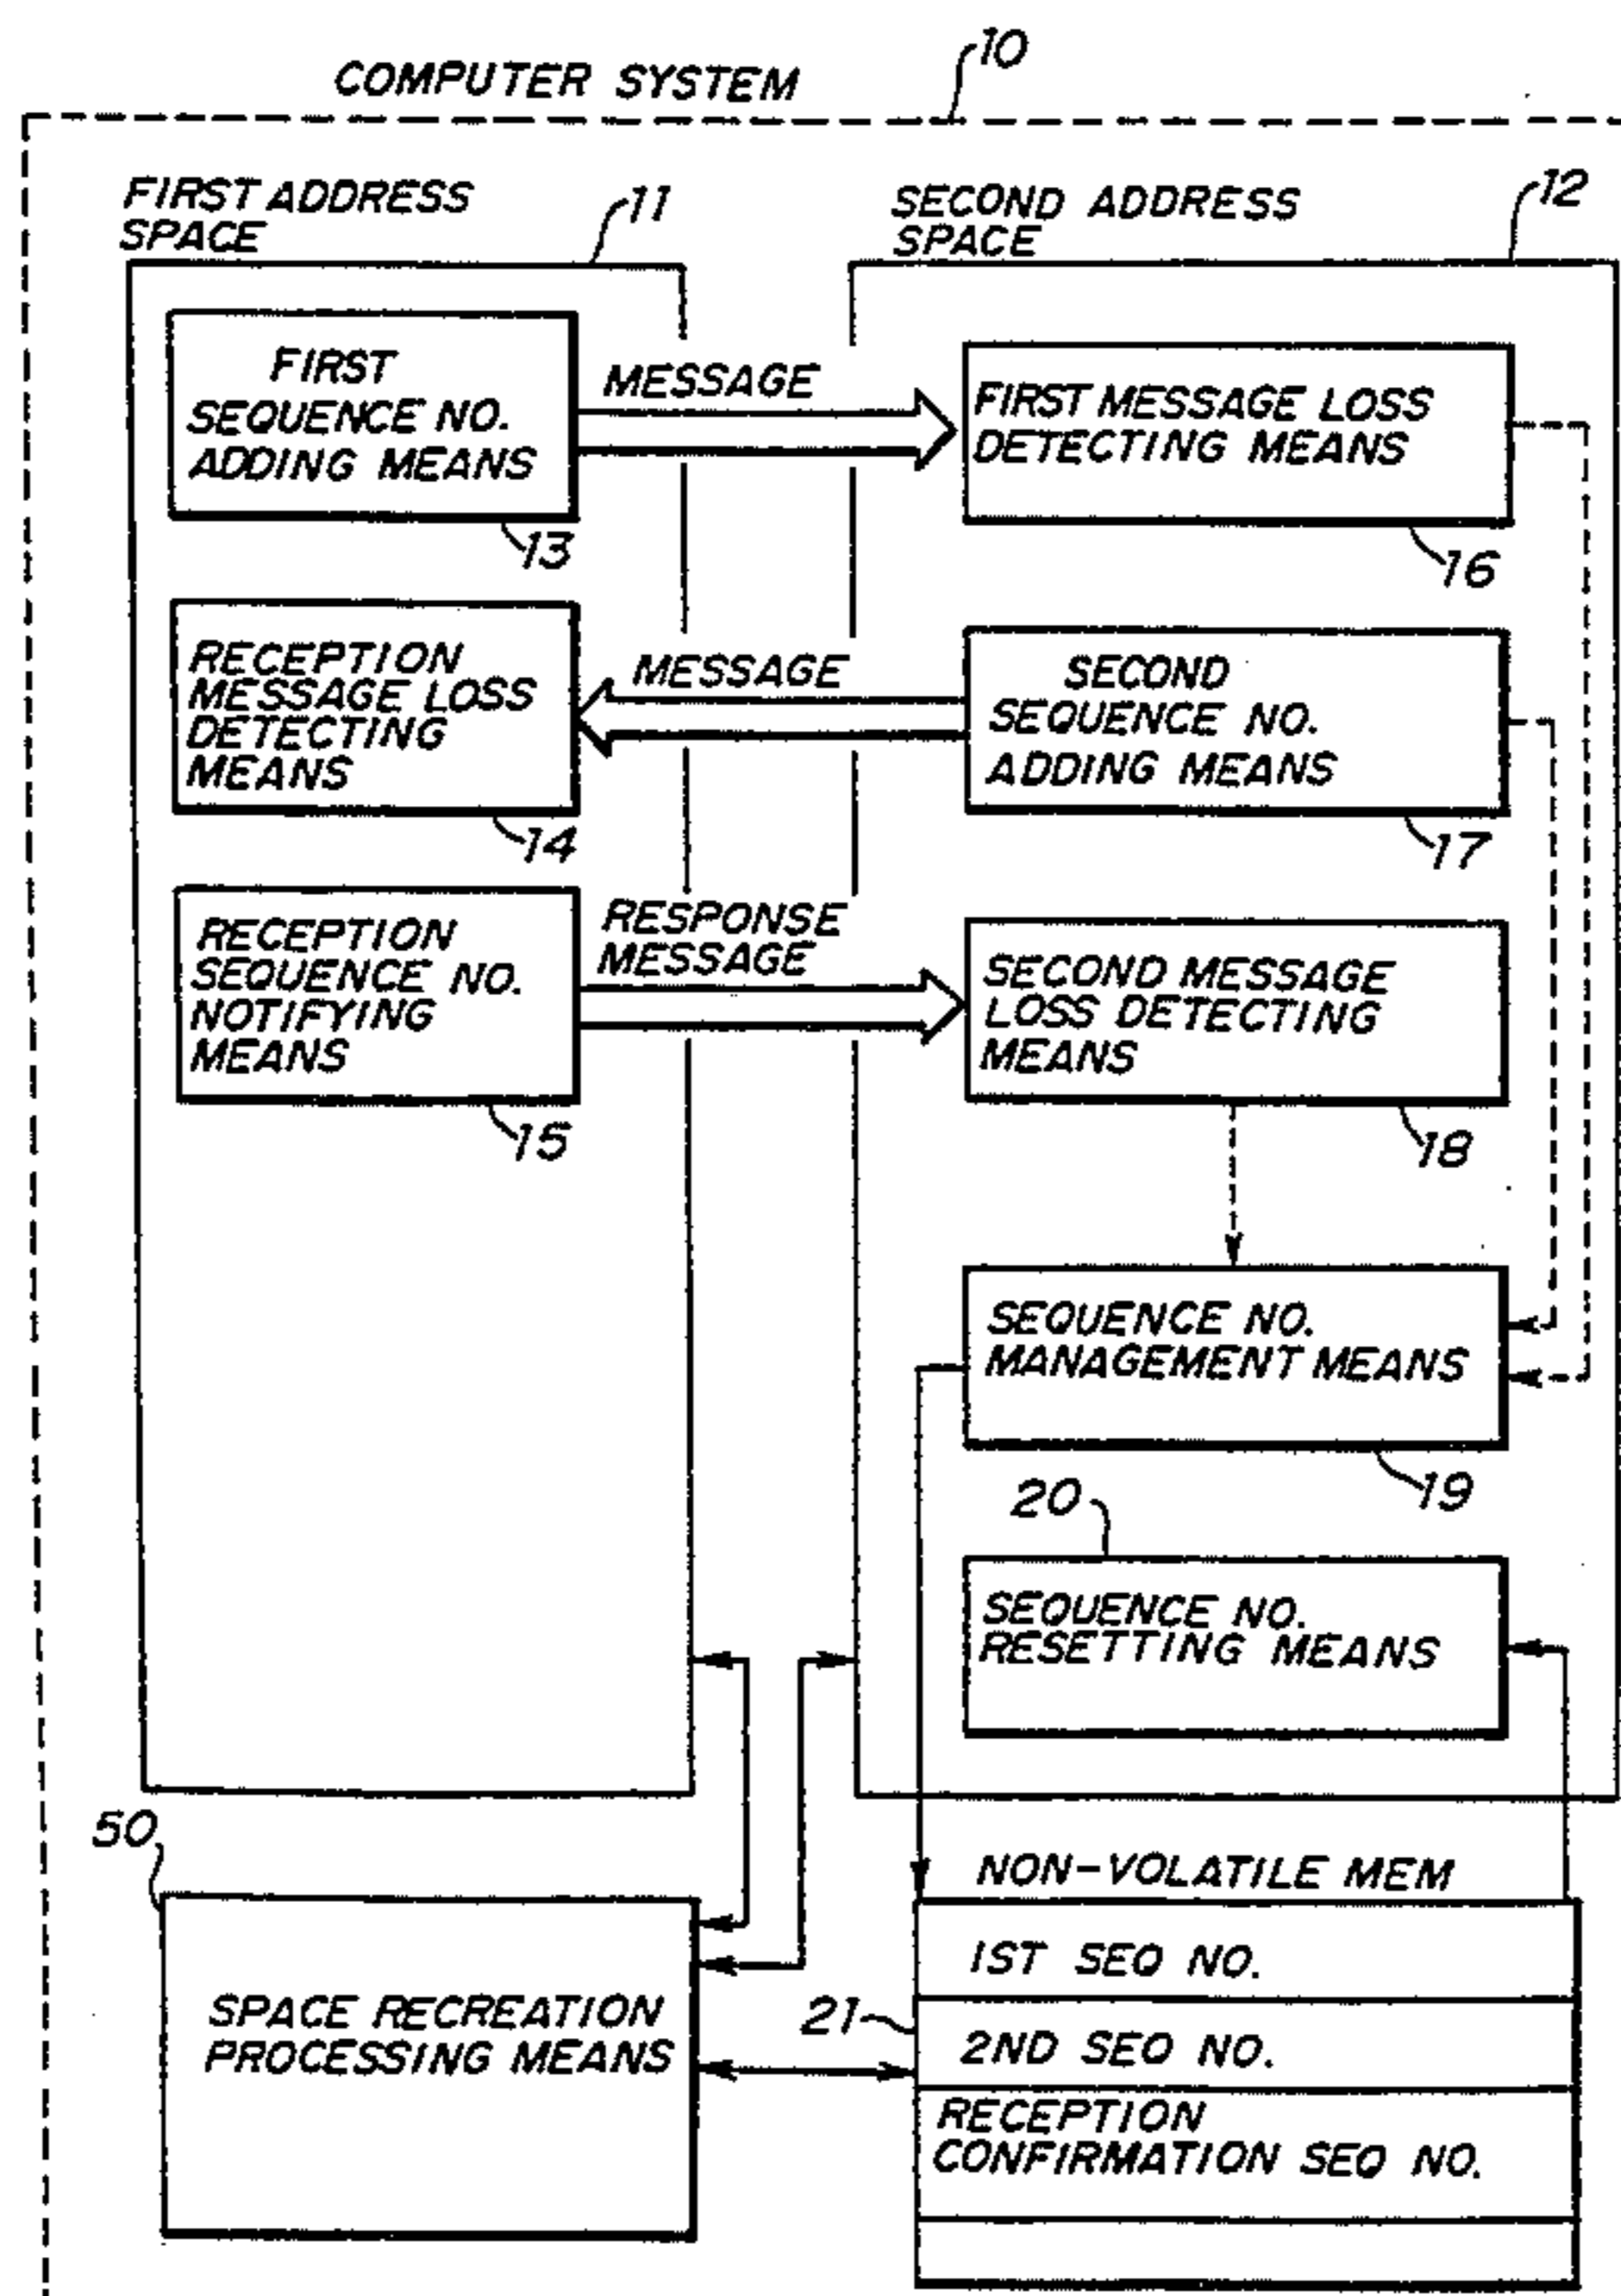 10
COMPUTER SYSTEM
FIRST ADDRESS
SPACE
11
SECOND ADDRESS
SPACE
12
FIRST
SEQUENCE NO.
ADDING MEANS
13
MESSAGE
FIRST MESSAGE LOSS
DETECTING MEANS
16
RECEPTION
MESSAGE LOSS
DETECTING
MEANS
14
MESSAGE
SECOND
SEQUENCE NO.
ADDING MEANS
17
RECEPTION
SEQUENCE NO.
NOTIFYING
MEANS
15
RESPONSE
MESSAGE
SECOND MESSAGE
LOSS DETECTING
MEANS
18
SEQUENCE NO.
MANAGEMENT MEANS
19
20
SEQUENCE NO.
RESETTING MEANS
50
SPACE RECREATION
PROCESSING MEANS
NON-VOLATILE MEM
21
1ST SEQ NO.
2ND SEQ NO.
RECEPTION
CONFIRMATION SEQ NO.